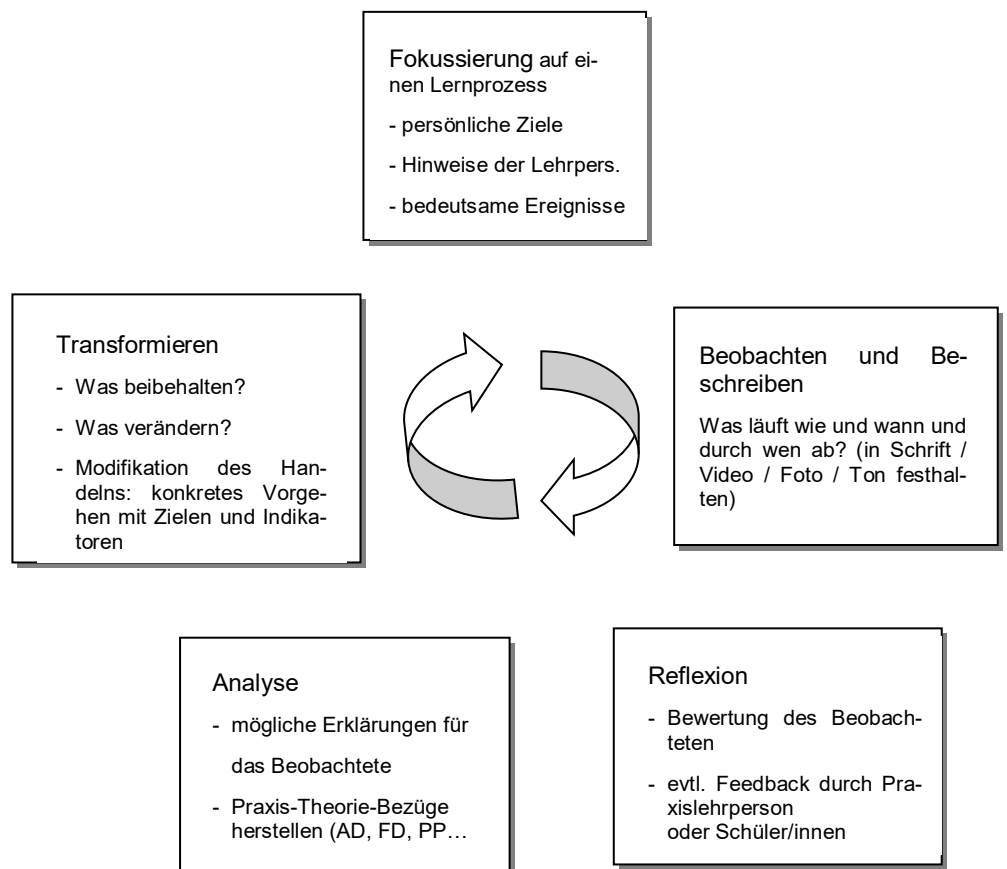 Fokussierung auf ei-
nen Lernprozess
- persönliche Ziele
- Hinweise der Lehrpers.
- bedeutsame Ereignisse
Beobachten und Be-
schreiben
Was läuft wie und wann und
durch wen ab? (in Schrift /
Video / Foto / Ton festhal-
ten)
Reflexion
- Bewertung des Beobach-
teten
- evtl. Feedback durch Pra-
xislehrperson
oder Schüler/innen
Analyse
- mögliche Erklärungen für
das Beobachtete
- Praxis-Theorie-Bezüge
herstellen (AD, FD, PP…
Transformieren
- Was beibehalten?
- Was verändern?
- Modifikation des Han-
delns: konkretes Vorge-
hen mit Zielen und Indika-
toren